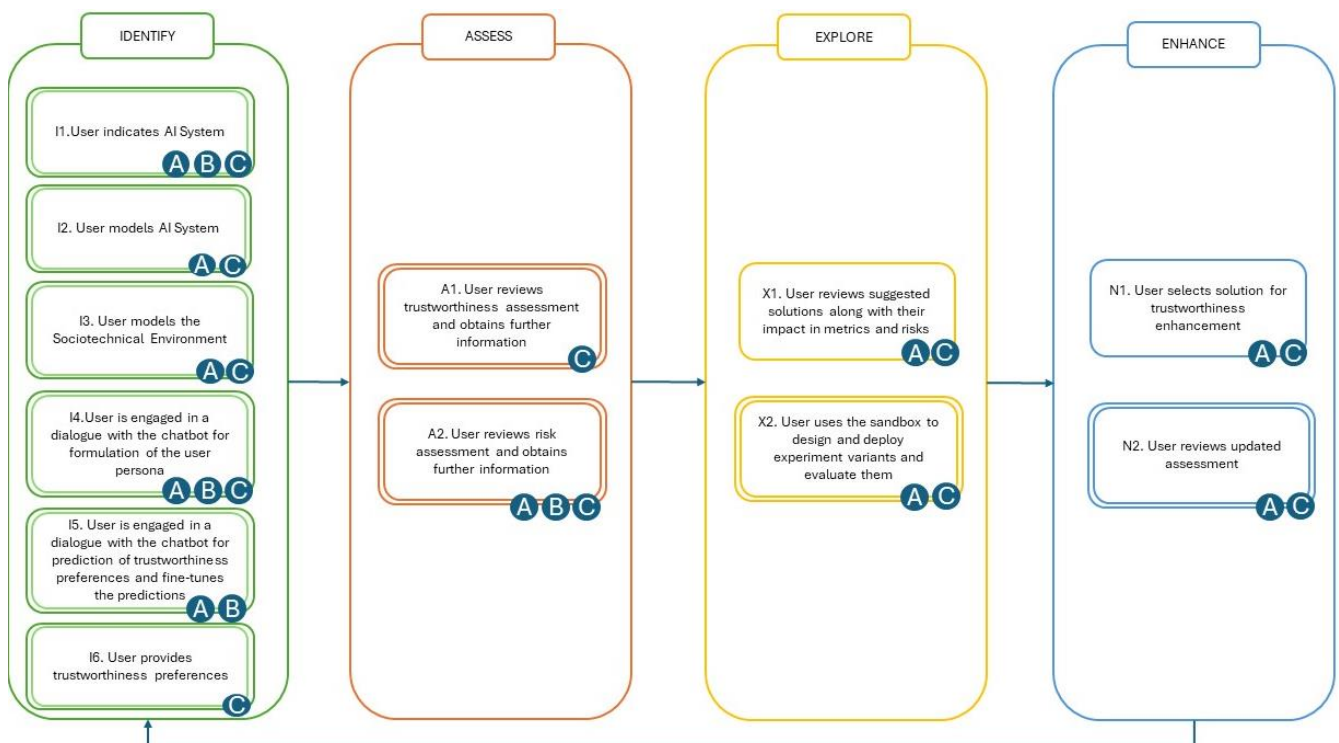 IDENTIFY
I1.User indicates AI System
A B C
I2. User models AI System
A C
I3. User models the
Sociotechnical Environment
A C
I4.User is engaged in a
dialogue with the chatbot for
formulation of the user
persona
A B C
I5. User is engaged in a
dialogue with the chatbot for
prediction of trustworthiness
preferences and fine-tunes
the predictions
A B
I6. User provides
trustworthiness preferences
C
ASSESS
A1. User reviews
trustworthiness assessment
and obtains further
information
C
A2. User reviews risk
assessment and obtains
further information
A B C
EXPLORE
X1. User reviews suggested
solutions along with their
impact in metrics and risks
A C
X2. User uses the sandbox to
design and deploy
experiment variants and
evaluate them
A C
ENHANCE
N1. User selects solution for
trustworthiness
enhancement
A C
N2. User reviews updated
assessment
A C